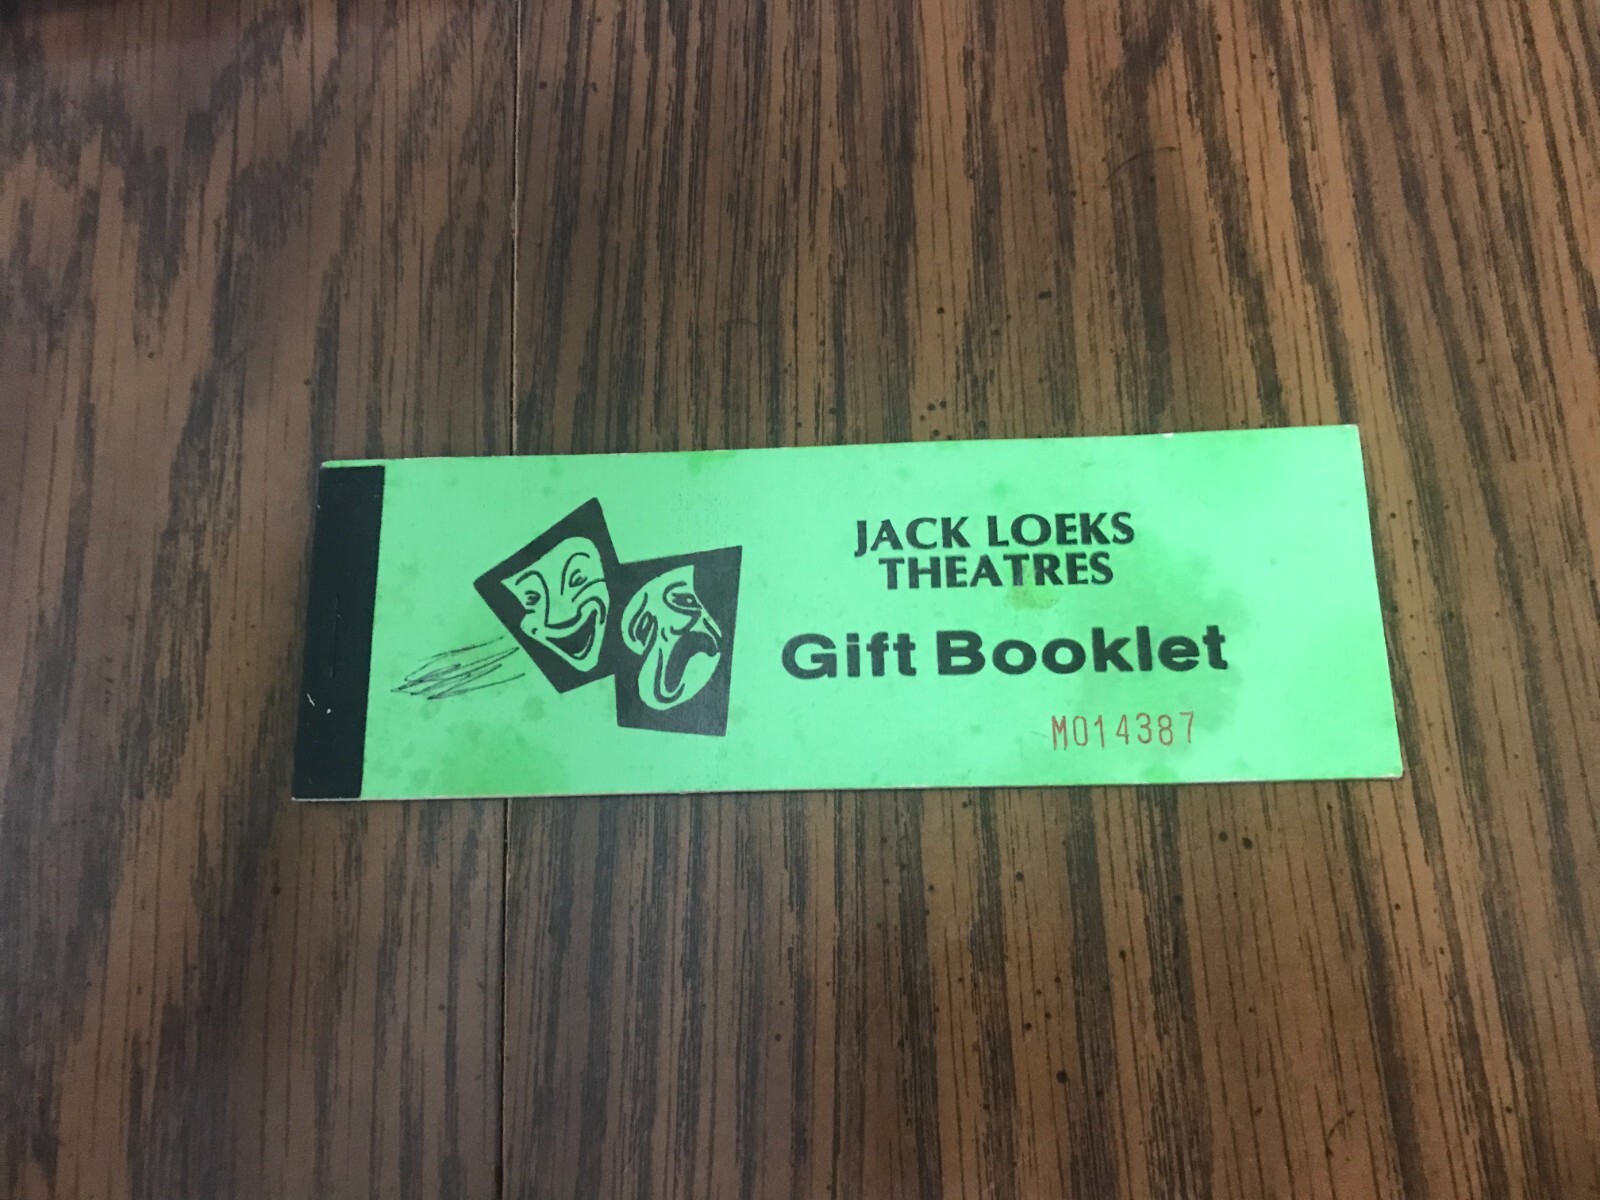 JACK LOEKS
THEATRES
Gift Booklet
M014387